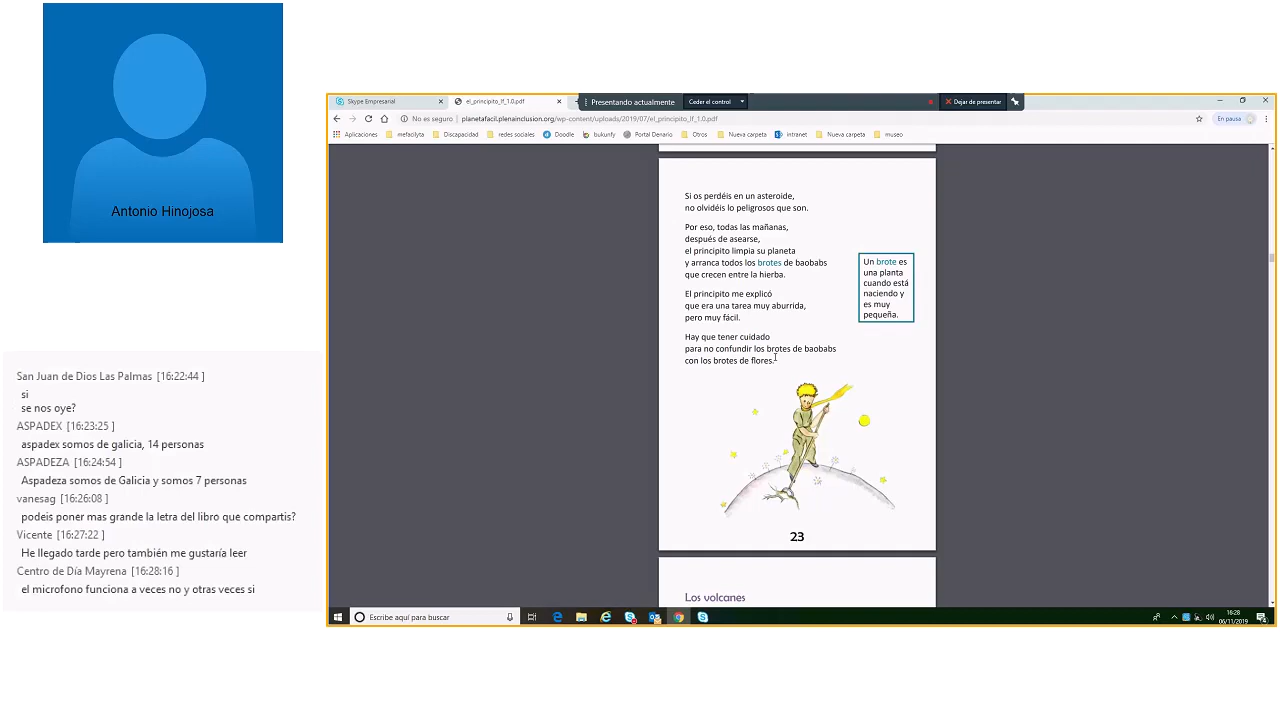 Antonio Hinojosa
San Juan de Dios Las Palmas [16:22:44 ]
si
se nos oye?
ASPADEX [16:23:25 ]
aspadex somos de galicia, 14 personas
ASPADEZA [16:24:54 ]
Aspadeza somos de Galicia y somos 7 personas
vanesag [16:26:08 ]
podeis poner mas grande la letra del libro que compartis?
Vicente [16:27:22 ]
He llegado tarde pero también me gustaría leer
Centro de Día Mayrena [16:28:16 ]
el microfono funciona a veces no y otras veces si
Skype Empresarial
el_principito_lf_1.0.pdf
Presentando actualmente
Ceder el control
Dejar de presentar
No es seguro
planetafacil.plenainclusion.org/wp-content/uploads/2019/07/el_principito_lf_1.0.pdf
En pausa
Aplicaciones
mefacilyta
Discapacidad
redes sociales
Doodle
bukunfy
Portal Denario
Otros
Nueva carpeta
intranet
Nueva carpeta
museo
Si os perdéis en un asteroide,
no olvidéis lo peligrosos que son.
Por eso, todas las mañanas,
después de asearse,
el principito limpia su planeta
y arranca todos los brotes de baobabs
que crecen entre la hierba.
El principito me explicó
que era una tarea muy aburrida,
pero muy fácil.
Hay que tener cuidado
para no confundir los brotes de baobabs
con los brotes de flores.
Un brote es
una planta
cuando está
naciendo y
es muy
pequeña.
23
Los volcanes
Escribe aquí para buscar
16:28
06/11/2019